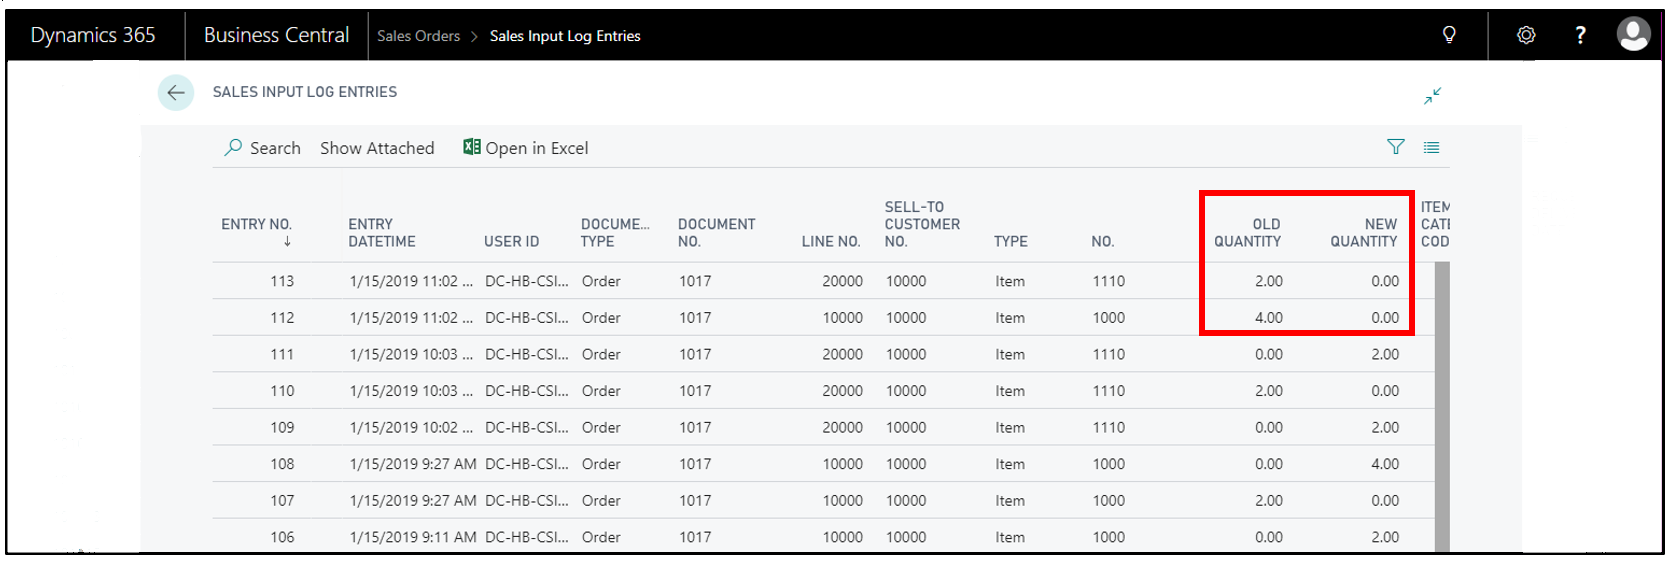 Dynamics 365 Business Central Sales Orders > Sales Input Log Entries ?
SALES INPUT LOG ENTRIES
Search Show Attached Open in Excel
ENTRY NO. ENTRY DATETIME USER ID DOCUME... TYPE DOCUMENT NO. LINE NO. SELL-TO CUSTOMER NO. TYPE NO. OLD QUANTITY NEW QUANTITY ITEM CATE COD
113 1/15/2019 11:02 ... DC-HB-CSI... Order 1017 20000 10000 Item 1110 2.00 0.00
112 1/15/2019 11:02 ... DC-HB-CSI... Order 1017 10000 10000 Item 1000 4.00 0.00
111 1/15/2019 10:03 ... DC-HB-CSI... Order 1017 20000 10000 Item 1110 0.00 2.00
110 1/15/2019 10:03 ... DC-HB-CSI... Order 1017 20000 10000 Item 1110 2.00 0.00
109 1/15/2019 10:02 ... DC-HB-CSI... Order 1017 20000 10000 Item 1110 0.00 2.00
108 1/15/2019 9:27 AM DC-HB-CSI... Order 1017 10000 10000 Item 1000 0.00 4.00
107 1/15/2019 9:27 AM DC-HB-CSI... Order 1017 10000 10000 Item 1000 2.00 0.00
106 1/15/2019 9:11 AM DC-HB-CSI... Order 1017 10000 10000 Item 1000 0.00 2.00